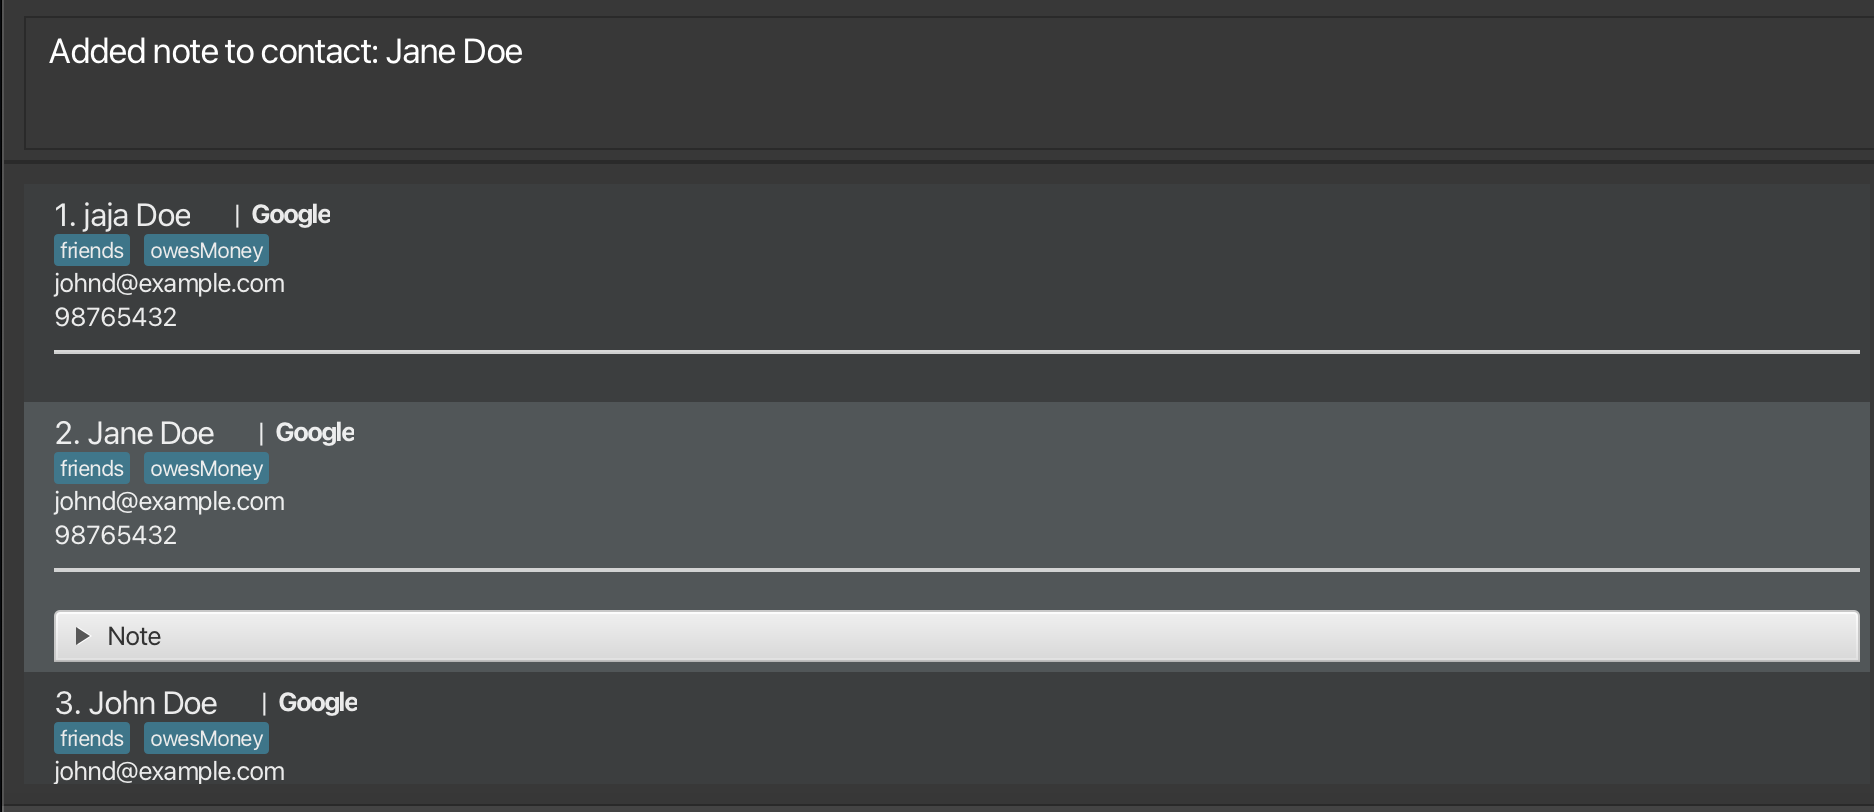 Added note to contact: Jane Doe
1. jaja Doe | Google
friends owesMoney
johnd@example.com
98765432
2. Jane Doe | Google
friends owesMoney
johnd@example.com
98765432
Note
3. John Doe | Google
friends owesMoney
johnd@example.com